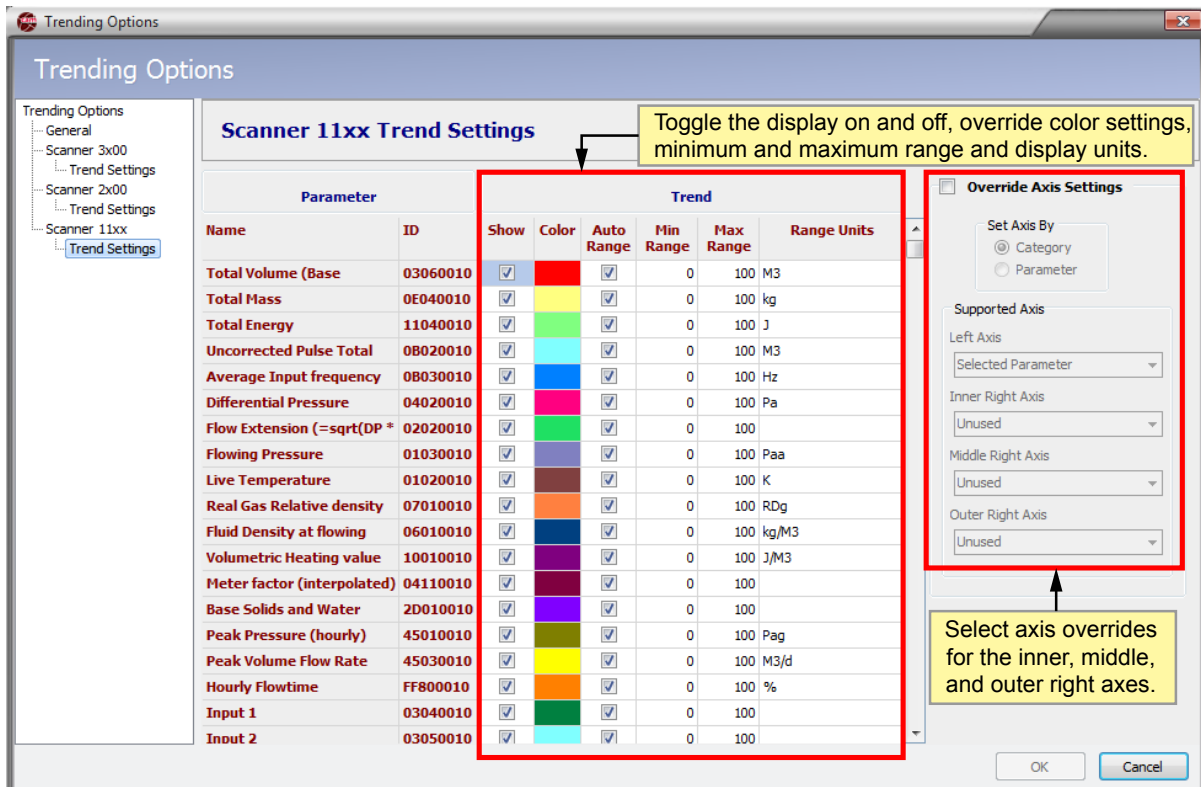 Trending Options
Trending Options
Trending Options
General
Scanner 3x00
Trend Settings
Scanner 2x00
Trend Settings
Scanner 11xx
Trend Settings
Scanner 11xx Trend Settings
Toggle the display on and off, override color settings,
minimum and maximum range and display units.
Parameter Trend
Name ID Show Color Auto Range Min Range Max Range Range Units
Total Volume (Base 03060010 0 100 M3
Total Mass 0E040010 0 100 kg
Total Energy 11040010 0 100 J
Uncorrected Pulse Total 0B020010 0 100 M3
Average Input frequency 0B030010 0 100 Hz
Differential Pressure 04020010 0 100 Pa
Flow Extension (=sqrt(DP * 02020010 0 100
Flowing Pressure 01030010 0 100 Paa
Live Temperature 01020010 0 100 K
Real Gas Relative density 07010010 0 100 RDg
Fluid Density at flowing 06010010 0 100 kg/M3
Volumetric Heating value 10010010 0 100 J/M3
Meter factor (interpolated) 04110010 0 100
Base Solids and Water 2D010010 0 100
Peak Pressure (hourly) 45010010 0 100 Pag
Peak Volume Flow Rate 45030010 0 100 M3/d
Hourly Flowtime FF800010 0 100 %
Input 1 03040010 0 100
Input 2 03050010 0 100
Override Axis Settings
Set Axis By
Category
Parameter
Supported Axis
Left Axis
Selected Parameter
Inner Right Axis
Unused
Middle Right Axis
Unused
Outer Right Axis
Unused
Select axis overrides
for the inner, middle,
and outer right axes.
OK Cancel